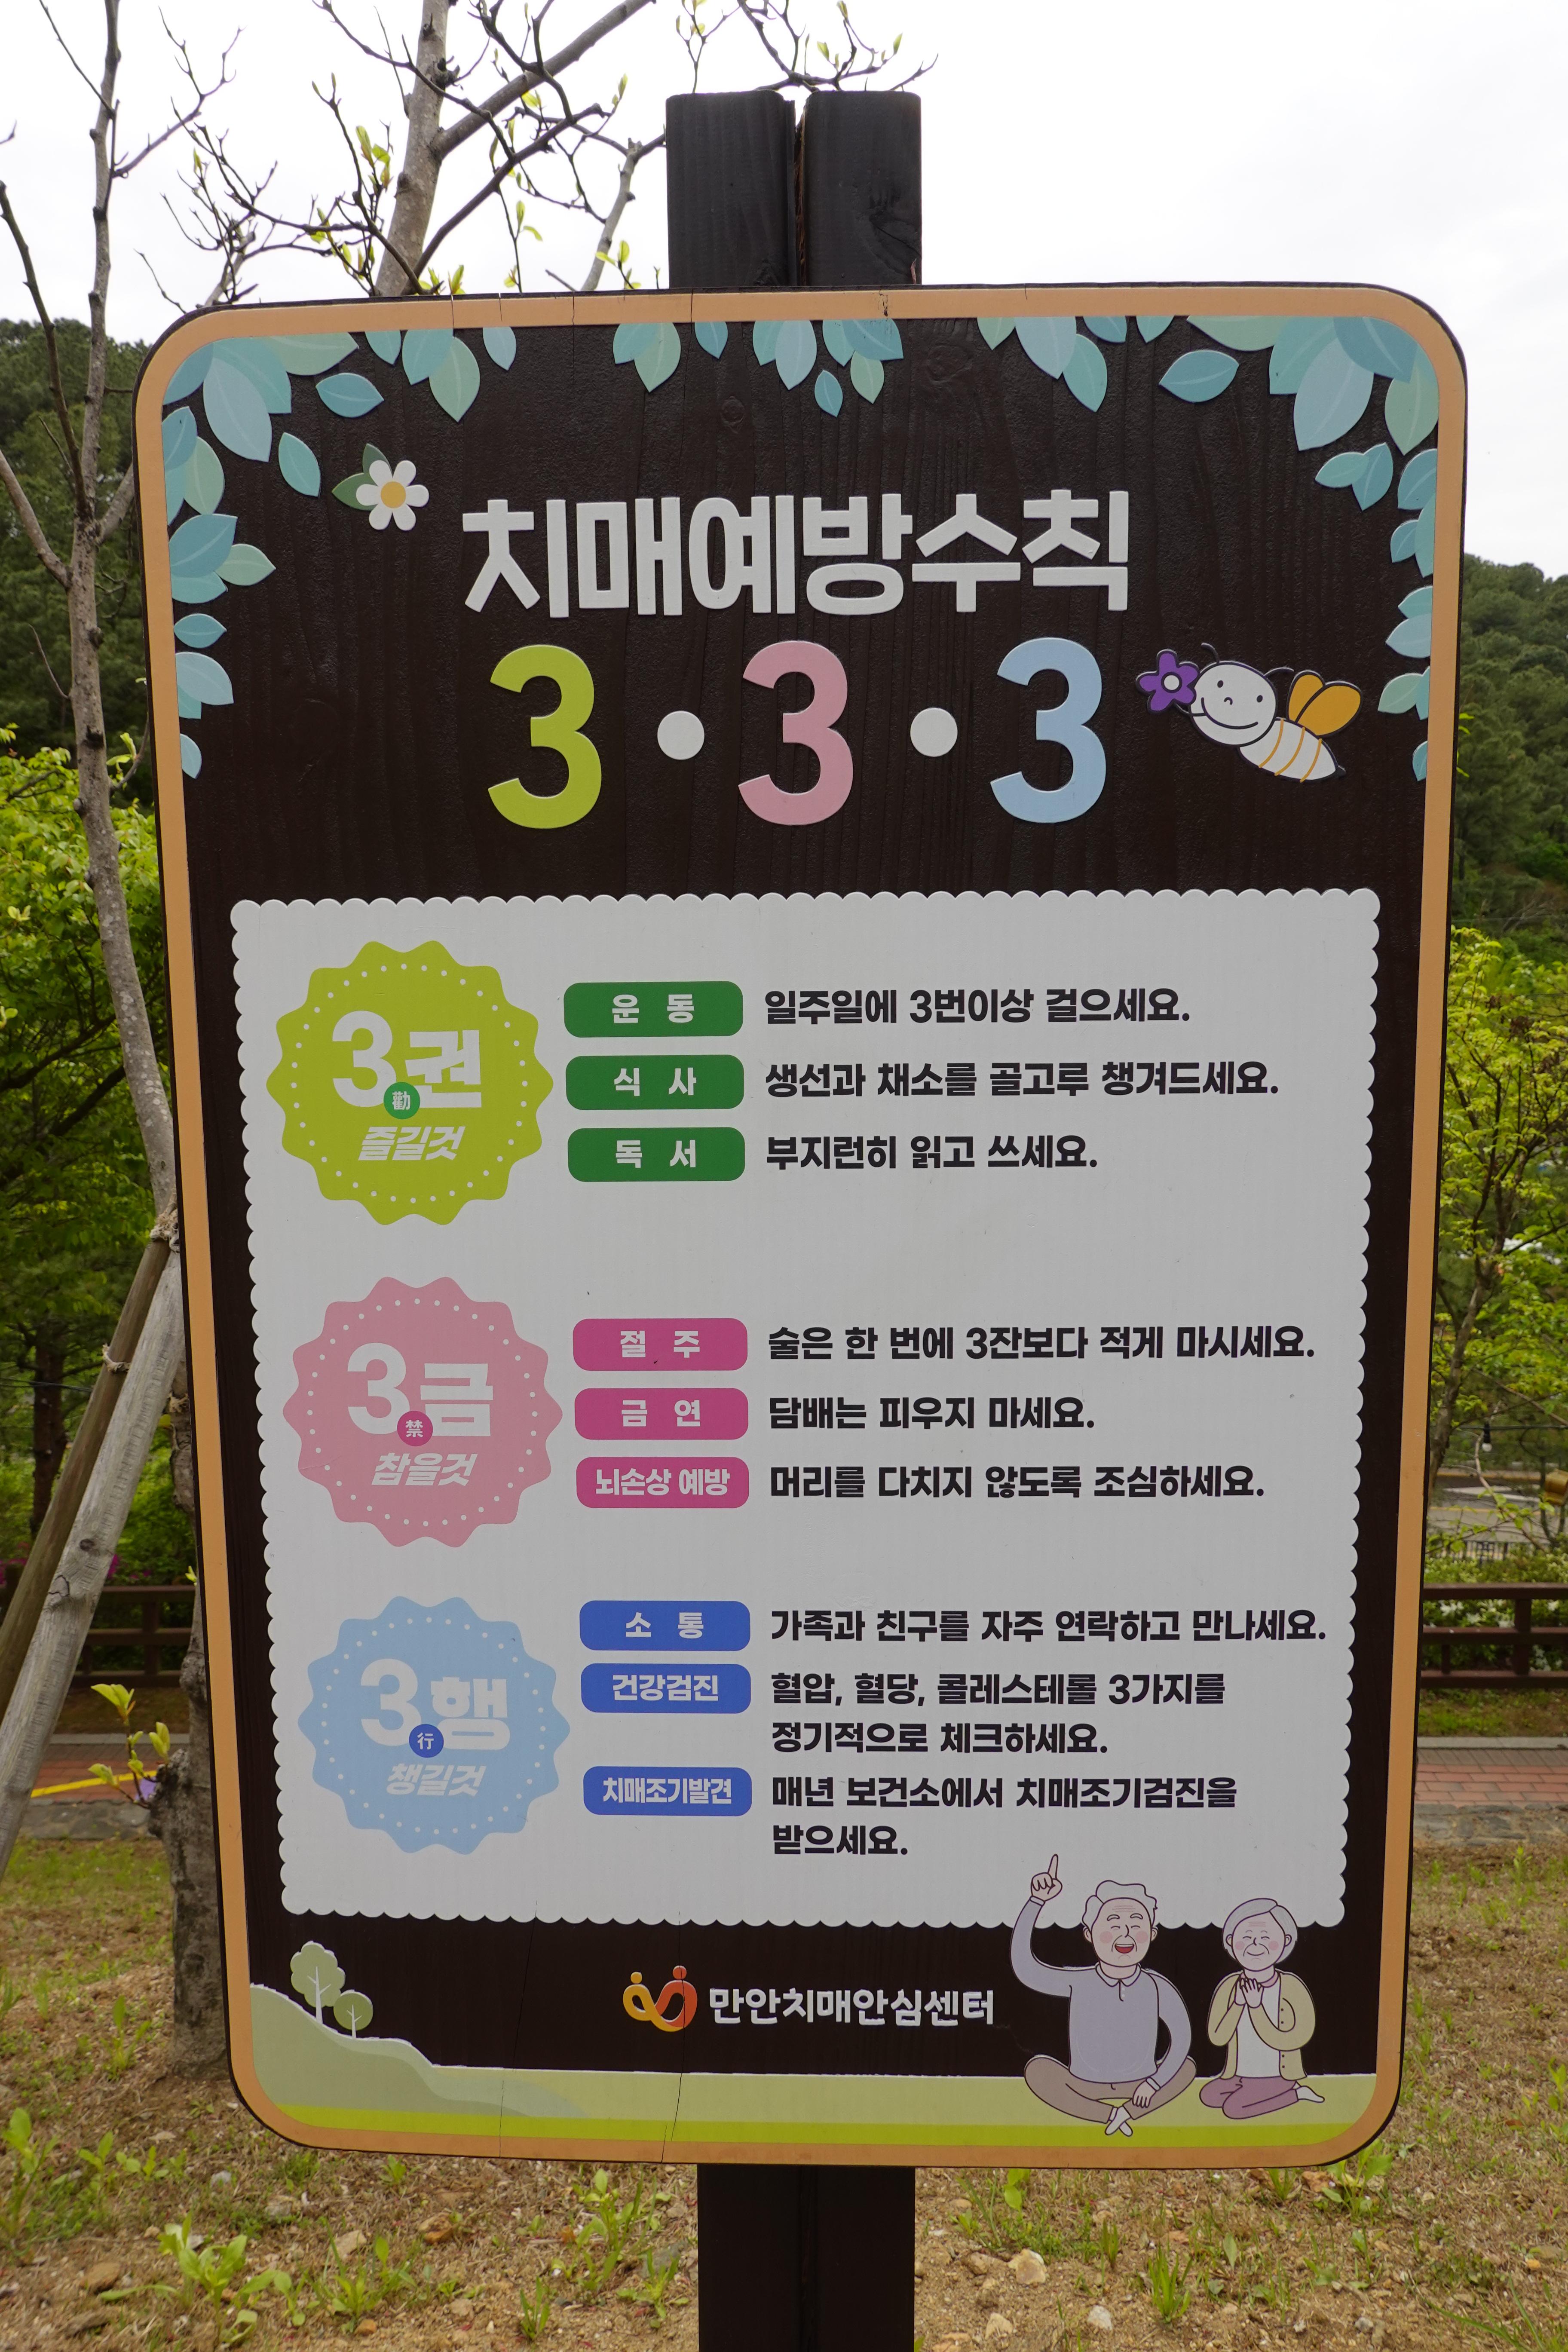 치매예방수칙
3·3·3
3권
勸
즐길것
운 동 일주일에 3번이상 걸으세요.
식 사 생선과 채소를 골고루 챙겨드세요.
독 서 부지런히 읽고 쓰세요.
3금
禁
참을것
절 주 술은 한 번에 3잔보다 적게 마시세요.
금 연 담배는 피우지 마세요.
뇌손상 예방 머리를 다치지 않도록 조심하세요.
3행
行
챙길것
소 통 가족과 친구를 자주 연락하고 만나세요.
건강검진 혈압, 혈당, 콜레스테롤 3가지를
정기적으로 체크하세요.
치매조기발견 매년 보건소에서 치매조기검진을
받으세요.
만안치매안심센터